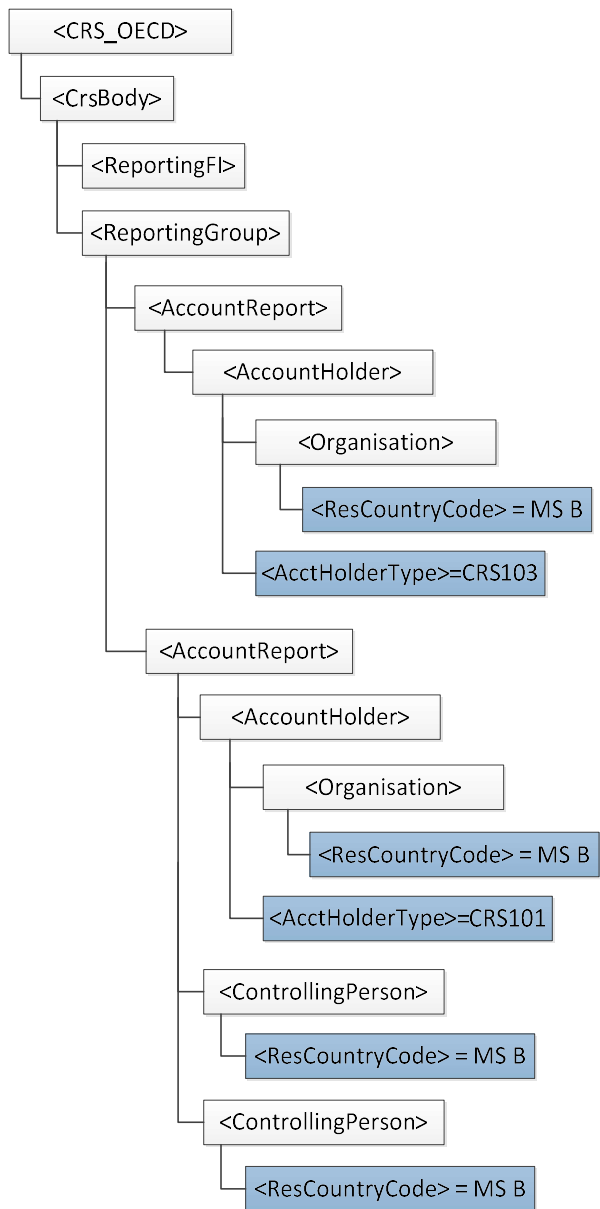 <CRS_OECD>
<CrsBody>
<ReportingFI>
<ReportingGroup>
<AccountReport>
<AccountHolder>
<Organisation>
<ResCountryCode> = MS B
<AcctHolderType>=CRS103
<AccountReport>
<AccountHolder>
<Organisation>
<ResCountryCode> = MS B
<AcctHolderType>=CRS101
<ControllingPerson>
<ResCountryCode> = MS B
<ControllingPerson>
<ResCountryCode> = MS B